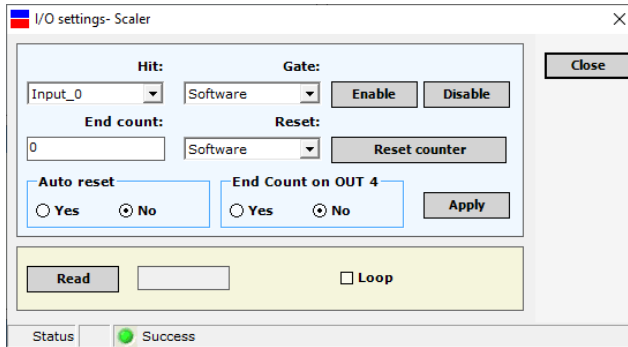 I/O settings- Scaler
Hit: Gate:
Input_0 Software Enable Disable
End count: Reset:
0 Software Reset counter
Auto reset End Count on OUT 4
Yes No Yes No Apply
Read Loop
Close
Status Success